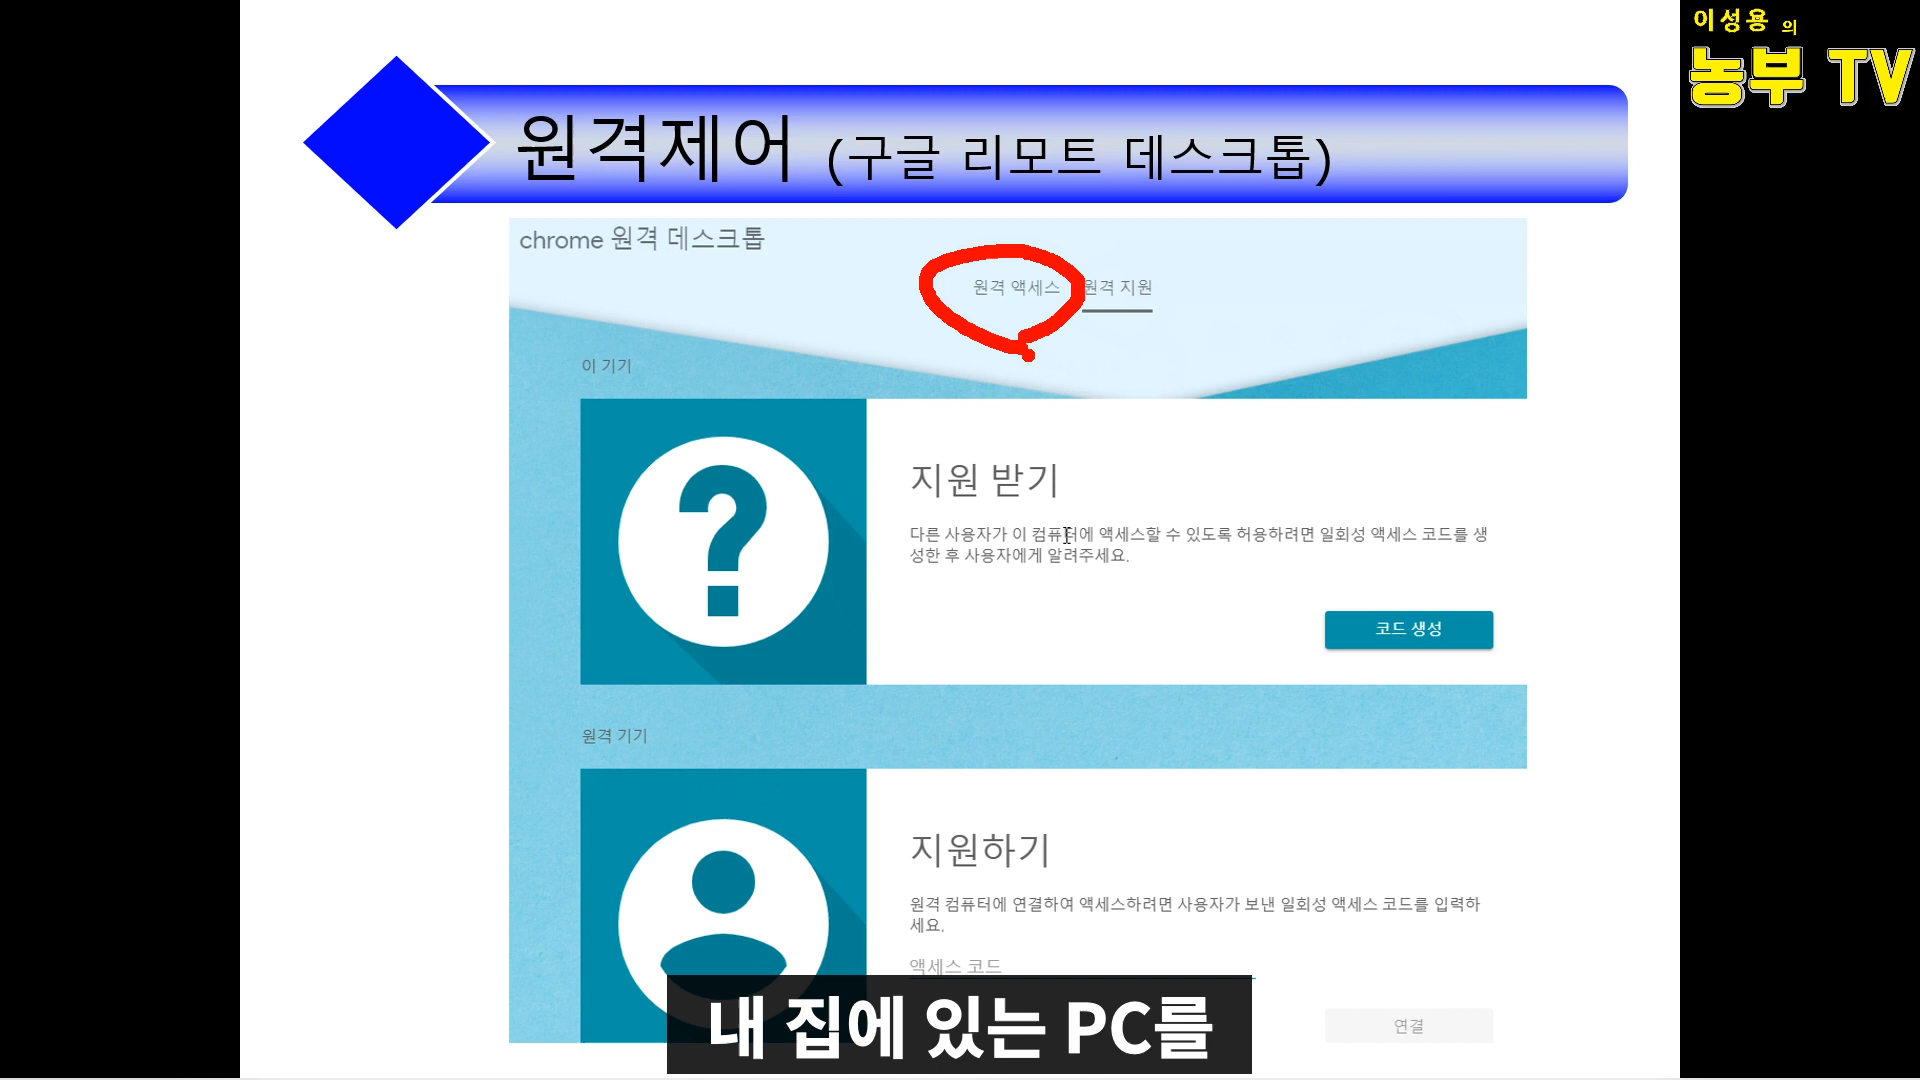 이성용 의
농부 TV
원격제어 (구글 리모트 데스크톱)
chrome 원격 데스크톱
원격 액세스 원격 지원
이 기기
지원 받기
다른 사용자가 이 컴퓨터에 액세스할 수 있도록 허용하려면 일회성 액세스 코드를 생
성한 후 사용자에게 알려주세요.
코드 생성
원격 기기
지원하기
원격 컴퓨터에 연결하여 액세스하려면 사용자가 보낸 일회성 액세스 코드를 입력하
세요.
액세스 코드
연결
내 집에 있는 PC를